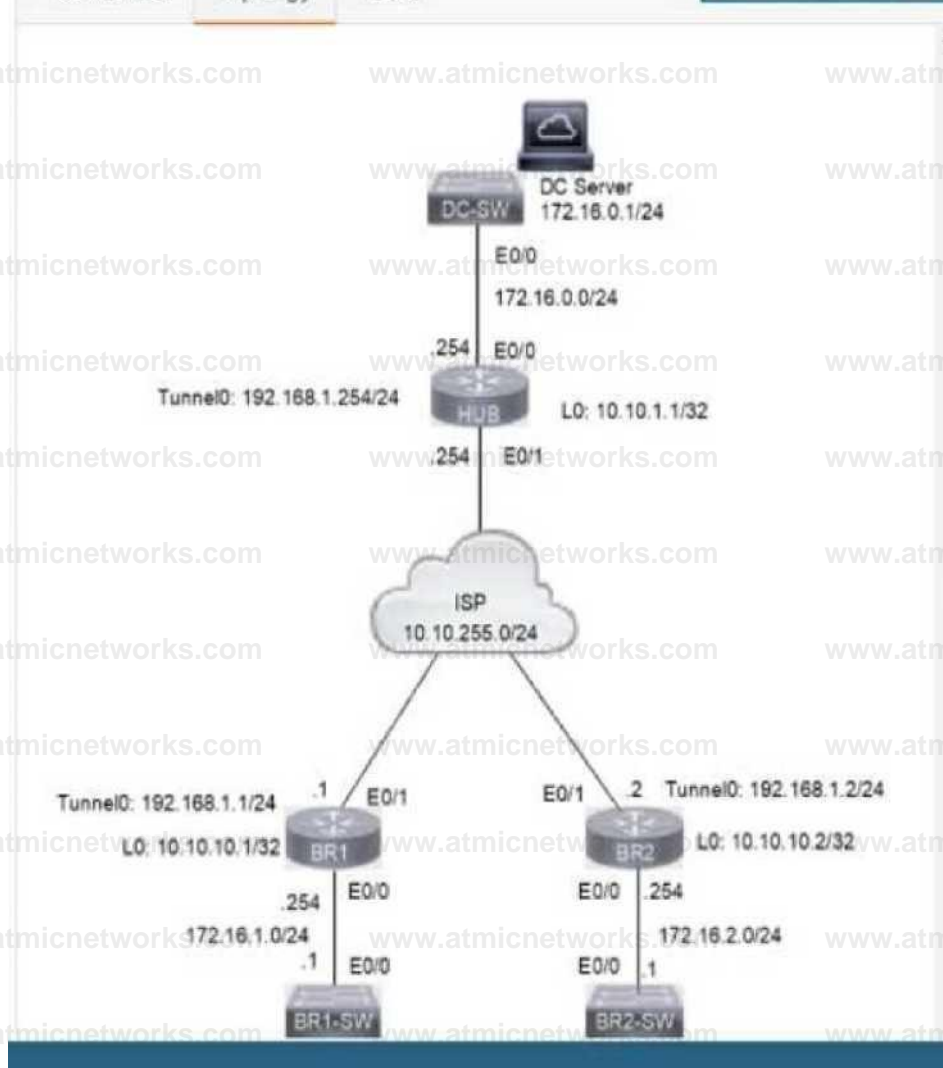 www.atmicnetworks.com
DC Server
DC-SW
172.16.0.1/24
E0/0
172.16.0.0/24
.254
E0/0
Tunnel0: 192.168.1.254/24
HUB
L0: 10.10.1.1/32
.254
E0/1
ISP
10.10.255.0/24
Tunnel0: 192.168.1.1/24
.1
E0/1
E0/1
.2
Tunnel0: 192.168.1.2/24
L0: 10.10.10.1/32
BR1
BR2
L0: 10.10.10.2/32
.254
E0/0
E0/0
.254
172.16.1.0/24
172.16.2.0/24
.1
E0/0
E0/0
.1
BR1-SW
BR2-SW